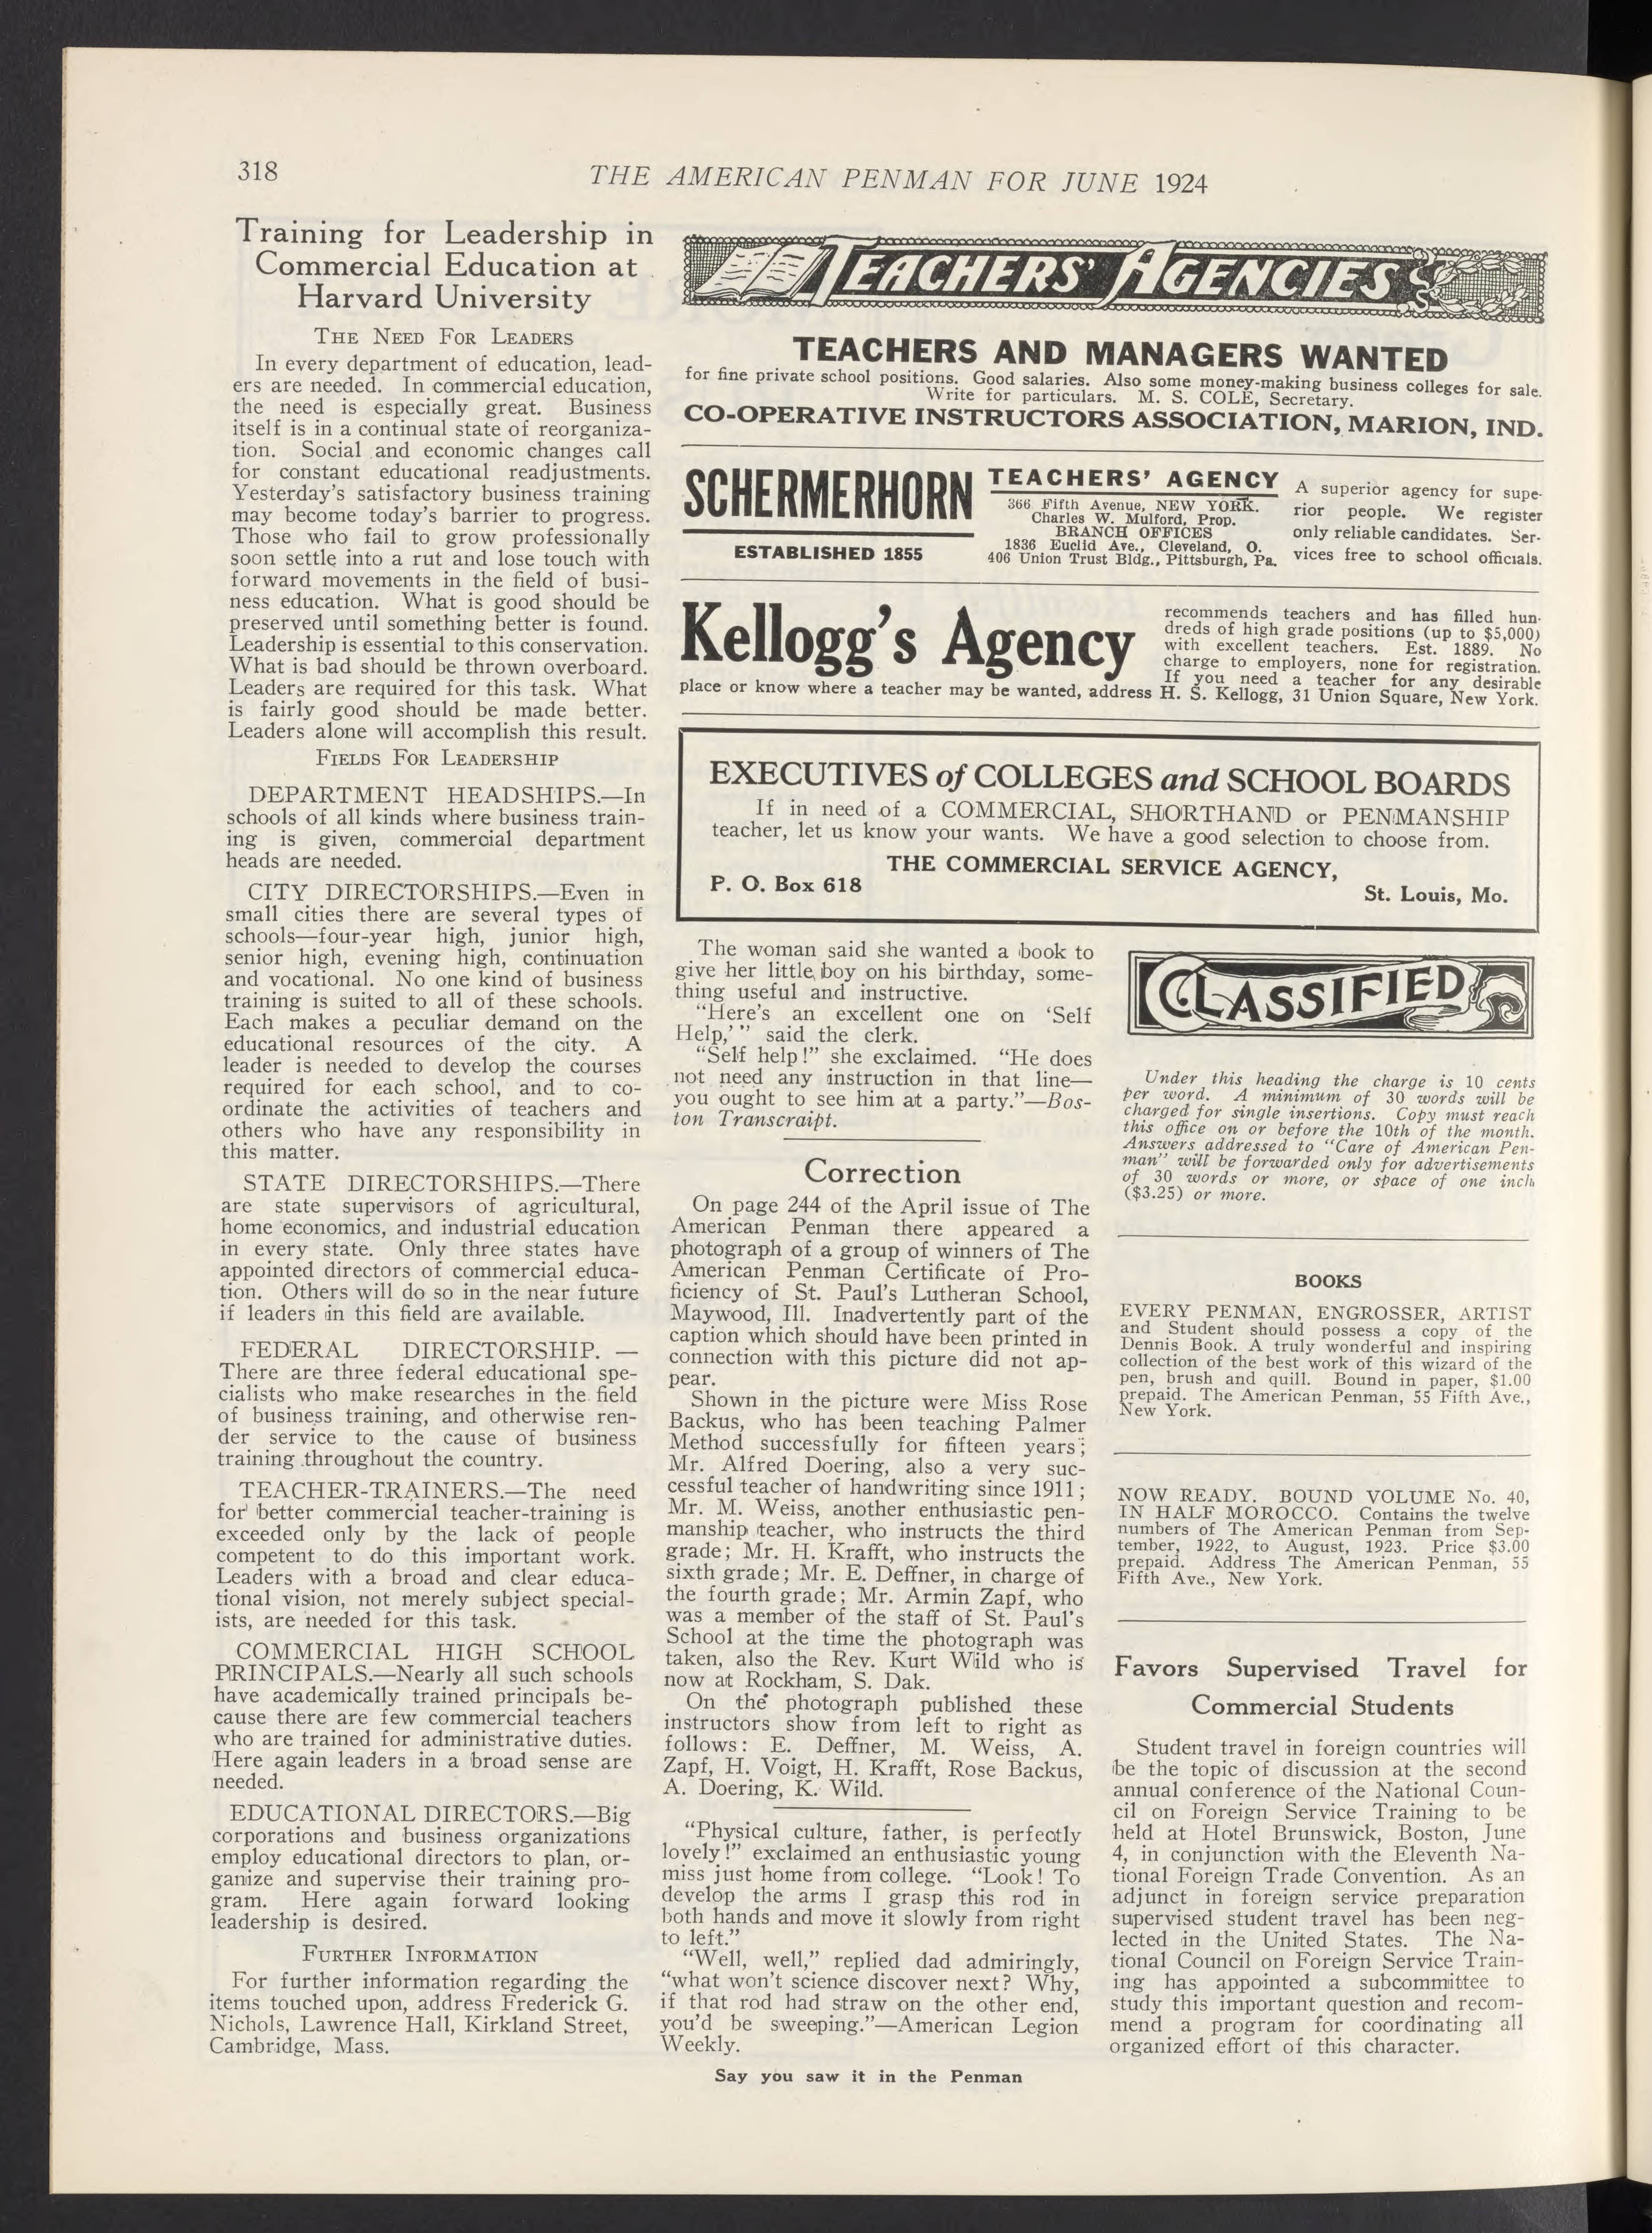 318
THE AMERICAN PENMAN FOR JUNE 1924
Training for Leadership in
Commercial Education at
Harvard University
THE NEED FOR LEADERS
In every department of education, lead-
ers are needed. In commercial education,
the need is especially great. Business
itself is in a continual state of reorganiza-
tion. Social and economic changes call
for constant educational readjustments.
Yesterday's satisfactory business training
may become today's barrier to progress.
Those who fail to grow professionally
soon settle into a rut and lose touch with
forward movements in the field of busi-
ness education. What is good should be
preserved until something better is found.
Leadership is essential to this conservation.
What is bad should be thrown overboard.
Leaders are required for this task. What
is fairly good should be made better.
Leaders alone will accomplish this result.
FIELDS FOR LEADERSHIP
DEPARTMENT HEADSHIPS.—In
schools of all kinds where business train-
ing is given, commercial department
heads are needed.
CITY DIRECTORSHIPS.—Even in
small cities there are several types of
schools—four-year high, junior high,
senior high, evening high, continuation
and vocational. No one kind of business
training is suited to all of these schools.
Each makes a peculiar demand on the
educational resources of the city. A
leader is needed to develop the courses
required for each school, and to co-
ordinate the activities of teachers and
others who have any responsibility in
this matter.
STATE DIRECTORSHIPS.—There
are state supervisors of agricultural,
home economics, and industrial education
in every state. Only three states have
appointed directors of commercial educa-
tion. Others will do so in the near future
if leaders in this field are available.
FEDERAL DIRECTORSHIP. —
There are three federal educational spe-
cialists who make researches in the field
of business training, and otherwise ren-
der service to the cause of business
training throughout the country.
TEACHER-TRAINERS.—The need
for better commercial teacher-training is
exceeded only by the lack of people
competent to do this important work.
Leaders with a broad and clear educa-
tional vision, not merely subject special-
ists, are needed for this task.
COMMERCIAL HIGH SCHOOL
PRINCIPALS.—Nearly all such schools
have academically trained principals be-
cause there are few commercial teachers
who are trained for administrative duties.
Here again leaders in a broad sense are
needed.
EDUCATIONAL DIRECTORS.—Big
corporations and business organizations
employ educational directors to plan, or-
ganize and supervise their training pro-
gram. Here again forward looking
leadership is desired.
FURTHER INFORMATION
For further information regarding the
items touched upon, address Frederick G.
Nichols, Lawrence Hall, Kirkland Street,
Cambridge, Mass.
TEACHERS' AGENCIES
TEACHERS AND MANAGERS WANTED
for fine private school positions. Good salaries. Also some money-making business colleges for sale.
Write for particulars. M. S. COLE, Secretary.
CO-OPERATIVE INSTRUCTORS ASSOCIATION, MARION, IND.
SCHERMERHORN
ESTABLISHED 1855
TEACHERS' AGENCY
366 Fifth Avenue, NEW YORK.
Charles W. Mulford, Prop.
BRANCH OFFICES
1836 Euclid Ave., Cleveland, O.
406 Union Trust Bldg., Pittsburgh, Pa.
A superior agency for supe-
rior people. We register
only reliable candidates. Ser-
vices free to school officials.
Kellogg's Agency
recommends teachers and has filled hun-
dreds of high grade positions (up to $5,000)
with excellent teachers. Est. 1889. No
charge to employers, none for registration.
If you need a teacher for any desirable
place or know where a teacher may be wanted, address H. S. Kellogg, 31 Union Square, New York.
EXECUTIVES of COLLEGES and SCHOOL BOARDS
If in need of a COMMERCIAL, SHORTHAND or PENMANSHIP
teacher, let us know your wants. We have a good selection to choose from.
THE COMMERCIAL SERVICE AGENCY,
P. O. Box 618
St. Louis, Mo.
The woman said she wanted a book to
give her little boy on his birthday, some-
thing useful and instructive.
"Here's an excellent one on 'Self
Help,'" said the clerk.
"Self help!" she exclaimed. "He does
not need any instruction in that line—
you ought to see him at a party."—Bos-
ton Transcraipt.
Correction
On page 244 of the April issue of The
American Penman there appeared a
photograph of a group of winners of The
American Penman Certificate of Pro-
ficiency of St. Paul's Lutheran School,
Maywood, Ill. Inadvertently part of the
caption which should have been printed in
connection with this picture did not ap-
pear.
Shown in the picture were Miss Rose
Backus, who has been teaching Palmer
Method successfully for fifteen years;
Mr. Alfred Doering, also a very suc-
cessful teacher of handwriting since 1911;
Mr. M. Weiss, another enthusiastic pen-
manship teacher, who instructs the third
grade; Mr. H. Krafft, who instructs the
sixth grade; Mr. E. Deffner, in charge of
the fourth grade; Mr. Armin Zapf, who
was a member of the staff of St. Paul's
School at the time the photograph was
taken, also the Rev. Kurt Wild who is
now at Rockham, S. Dak.
On the photograph published these
instructors show from left to right as
follows: E. Deffner, M. Weiss, A.
Zapf, H. Voigt, H. Krafft, Rose Backus,
A. Doering, K. Wild.
"Physical culture, father, is perfectly
lovely!" exclaimed an enthusiastic young
miss just home from college. "Look! To
develop the arms I grasp this rod in
both hands and move it slowly from right
to left."
"Well, well," replied dad admiringly,
"what won't science discover next? Why,
if that rod had straw on the other end,
you'd be sweeping."—American Legion
Weekly.
CLASSIFIED
Under this heading the charge is 10 cents
per word. A minimum of 30 words will be
charged for single insertions. Copy must reach
this office on or before the 10th of the month.
Answers addressed to "Care of American Pen-
man" will be forwarded only for advertisements
of 30 words or more, or space of one inch
($3.25) or more.
BOOKS
EVERY PENMAN, ENGROSSER, ARTIST
and Student should possess a copy of the
Dennis Book. A truly wonderful and inspiring
collection of the best work of this wizard of the
pen, brush and quill. Bound in paper, $1.00
prepaid. The American Penman, 55 Fifth Ave.,
New York.
NOW READY. BOUND VOLUME No. 40,
IN HALF MOROCCO. Contains the twelve
numbers of The American Penman from Sep-
tember, 1922, to August, 1923. Price $3.00
prepaid. Address The American Penman, 55
Fifth Ave., New York.
Favors Supervised Travel for
Commercial Students
Student travel in foreign countries will
be the topic of discussion at the second
annual conference of the National Coun-
cil on Foreign Service Training to be
held at Hotel Brunswick, Boston, June
4, in conjunction with the Eleventh Na-
tional Foreign Trade Convention. As an
adjunct in foreign service preparation
supervised student travel has been neg-
lected in the United States. The Na-
tional Council on Foreign Service Train-
ing has appointed a subcommittee to
study this important question and recom-
mend a program for coordinating all
organized effort of this character.
Say you saw it in the Penman